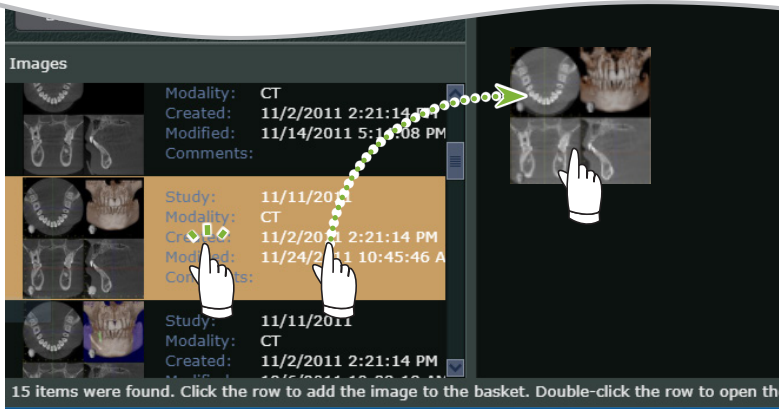 Images
Modality: CT
Created: 11/2/2011 2:21:14 PM
Modified: 11/14/2011 5:14:08 PM
Comments:
Study: 11/11/2011
Modality: CT
Created: 11/2/2011 2:21:14 PM
Modified: 11/24/2011 10:45:46 A
Comments:
Study: 11/11/2011
Modality: CT
Created: 11/2/2011 2:21:14 PM
15 items were found. Click the row to add the image to the basket. Double-click the row to open th